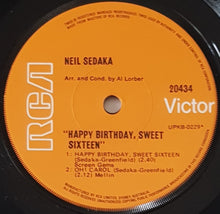 NEIL SEDAKA
Arr. and Cond. by Al Lorber
20434
UPKB-0229*
RCA
Victor
"HAPPY BIRTHDAY, SWEET
SIXTEEN"
1: HAPPY BIRTHDAY, SWEET SIXTEEN
(Sedaka-Greenfield) (2.40)
Screen Gems
2: OH! CAROL (Sedaka-Greenfield)
(2.12) Mellin